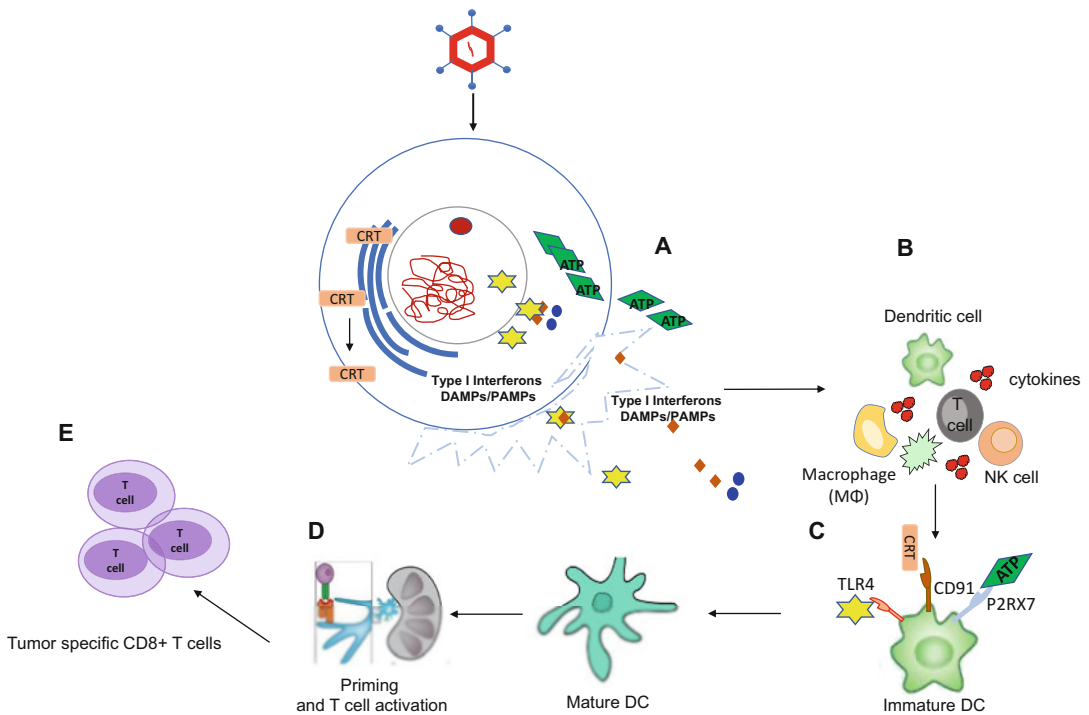 A
CRT
ATP
B
CRT
ATP
ATP
ATP
Dendritic cell
CRT
Type I Interferons
DAMPs/PAMPs
Type I Interferons
DAMPs/PAMPs
cytokines
T
cell
E
Macrophage
(MΦ)
NK cell
T
cell
T
cell
T
cell
D
C
CRT
ATP
TLR4
CD91
P2RX7
Tumor specific CD8+ T cells
Priming
and T cell activation
Mature DC
Immature DC